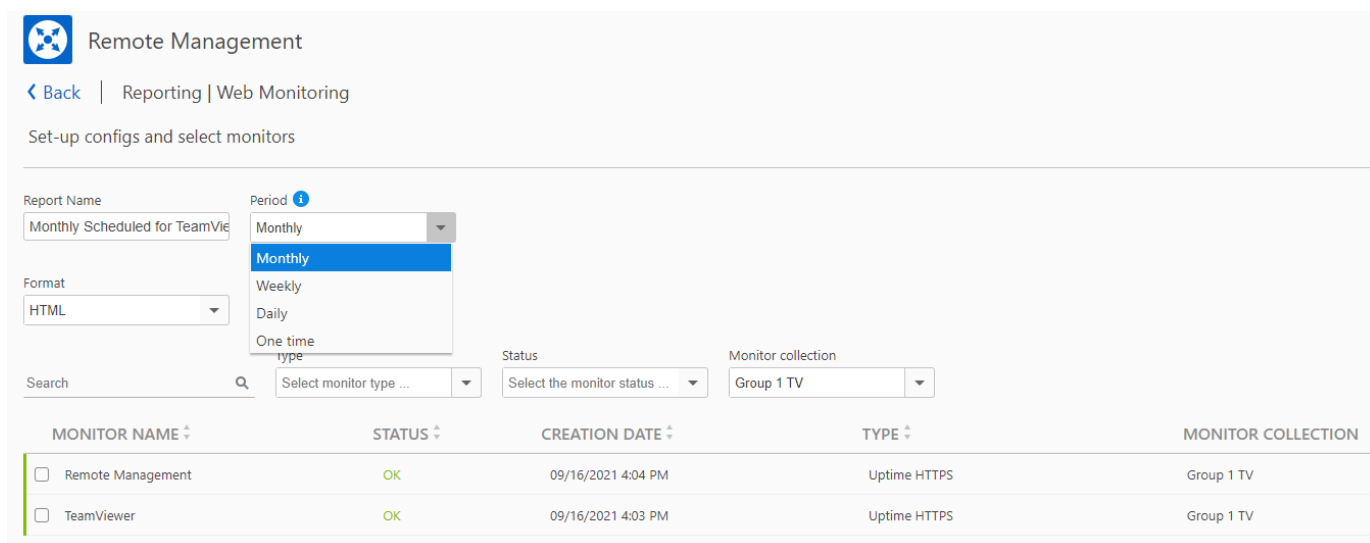 Remote Management
Back | Reporting | Web Monitoring
Set-up configs and select monitors
Report Name Period
Monthly Scheduled for TeamVie Monthly
Monthly
Format Weekly
HTML Daily
One time
Type Status Monitor collection
Search Select monitor type ... Select the monitor status ... Group 1 TV
MONITOR NAME STATUS CREATION DATE TYPE MONITOR COLLECTION
Remote Management OK 09/16/2021 4:04 PM Uptime HTTPS Group 1 TV
TeamViewer OK 09/16/2021 4:03 PM Uptime HTTPS Group 1 TV